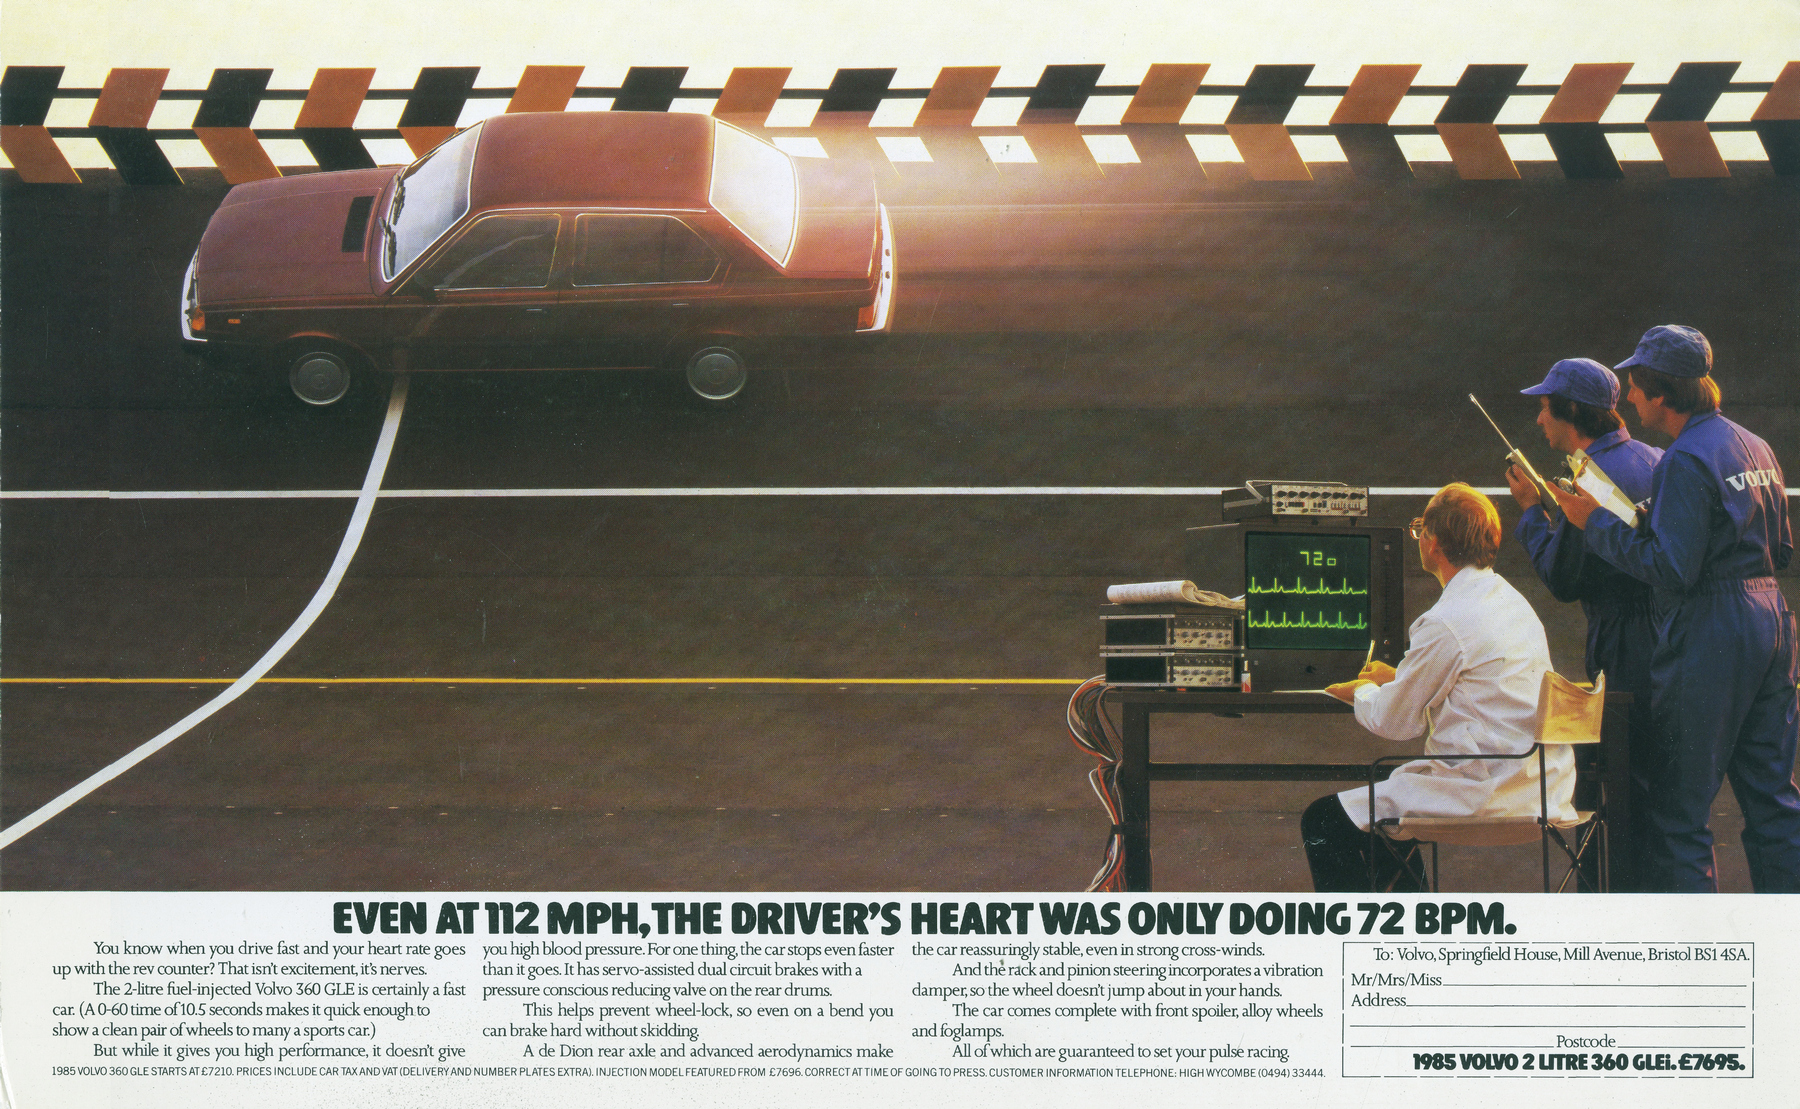 VOLVO
72
EVEN AT 112 MPH, THE DRIVER'S HEART WAS ONLY DOING 72 BPM.
You know when you drive fast and your heart rate goes
up with the rev counter? That isn't excitement, it's nerves.
The 2-litre fuel-injected Volvo 360 GLE is certainly a fast
car. (A 0-60 time of 10.5 seconds makes it quick enough to
show a clean pair of wheels to many a sports car.)
But while it gives you high performance, it doesn't give
you high blood pressure. For one thing, the car stops even faster
than it goes. It has servo-assisted dual circuit brakes with a
pressure conscious reducing valve on the rear drums.
This helps prevent wheel-lock, so even on a bend you
can brake hard without skidding.
A de Dion rear axle and advanced aerodynamics make
the car reassuringly stable, even in strong cross-winds.
And the rack and pinion steering incorporates a vibration
damper, so the wheel doesn't jump about in your hands.
The car comes complete with front spoiler, alloy wheels
and foglamps.
All of which are guaranteed to set your pulse racing.
To: Volvo, Springfield House, Mill Avenue, Bristol BS1 4SA.
Mr/Mrs/Miss
Address
Postcode
1985 VOLVO 2 LITRE 360 GLEi. £7695.
1985 VOLVO 360 GLE STARTS AT £7210. PRICES INCLUDE CAR TAX AND VAT (DELIVERY AND NUMBER PLATES EXTRA). INJECTION MODEL FEATURED FROM £7696. CORRECT AT TIME OF GOING TO PRESS. CUSTOMER INFORMATION TELEPHONE: HIGH WYCOMBE (0494) 33444.